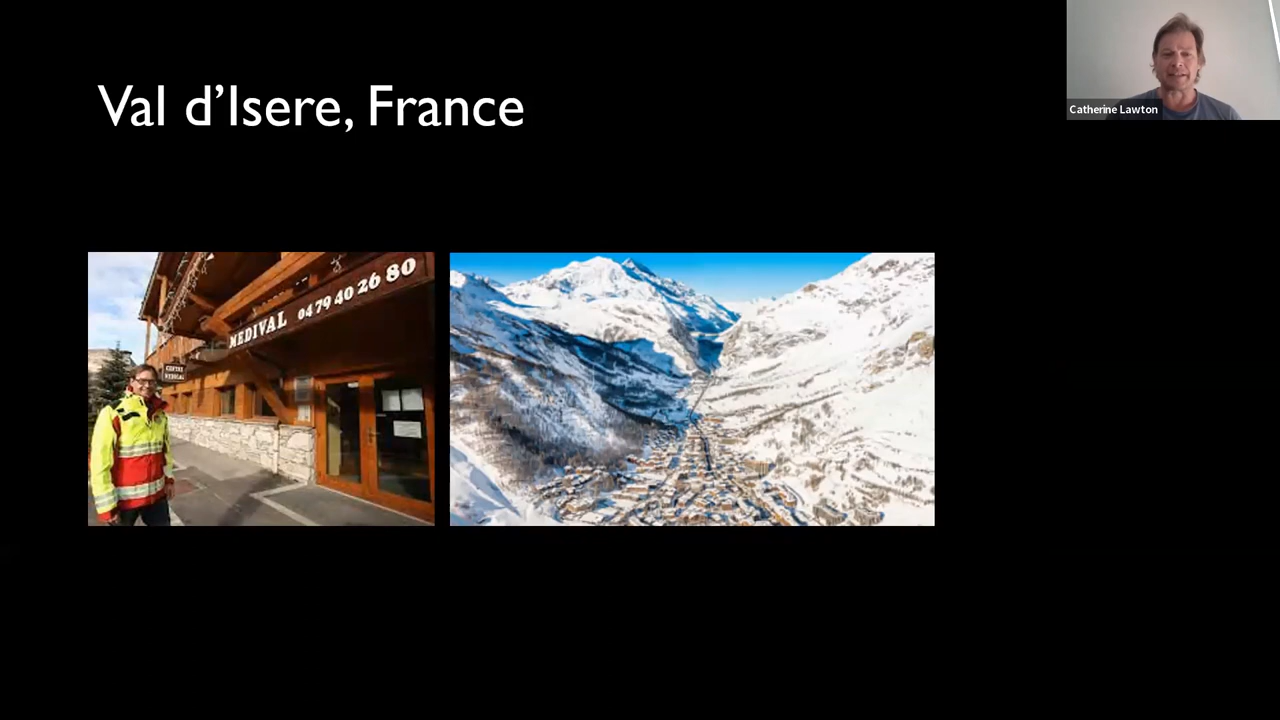 Val d’Isere, France
Catherine Lawton
MEDIVAL 04 79 40 26 80
CENTRE
MEDICAL